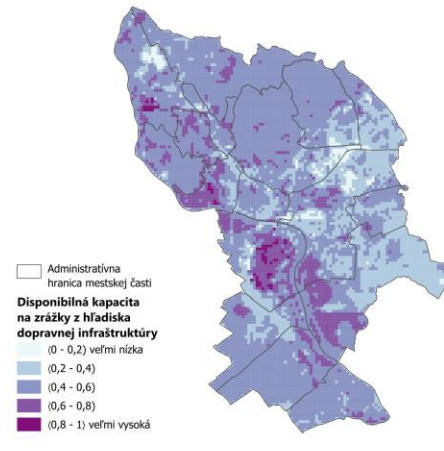 Administratívna
hranica mestskej časti
Disponibilná kapacita
na zrážky z hľadiska
dopravnej infraštruktúry
⟨0 - 0,2) veľmi nízka
⟨0,2 - 0,4)
⟨0,4 - 0,6)
⟨0,6 - 0,8)
⟨0,8 - 1⟩ veľmi vysoká